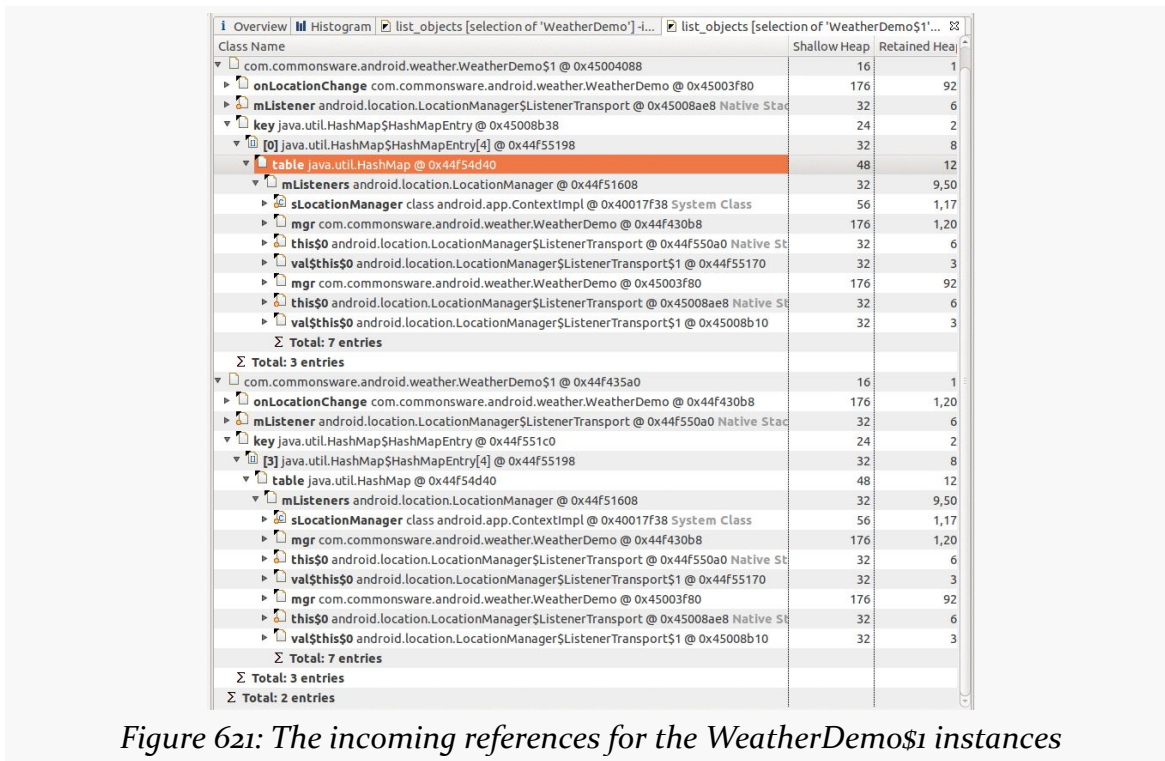 i Overview Histogram list_objects [selection of 'WeatherDemo'] -i... list_objects [selection of 'WeatherDemo$1'...
Class Name Shallow Heap Retained Heap
com.commonsware.android.weather.WeatherDemo$1 @ 0x45004088 16 1
onLocationChange com.commonsware.android.weather.WeatherDemo @ 0x45003f80 176 92
mListener android.location.LocationManager$ListenerTransport @ 0x45008ae8 Native Stac 32 6
key java.util.HashMap$HashMapEntry @ 0x45008b38 24 2
[0] java.util.HashMap$HashMapEntry[4] @ 0x44f55198 32 8
table java.util.HashMap @ 0x44f54d40 48 12
mListeners android.location.LocationManager @ 0x44f51608 32 9,50
sLocationManager class android.app.ContextImpl @ 0x40017f38 System Class 56 1,17
mgr com.commonsware.android.weather.WeatherDemo @ 0x44f430b8 176 1,20
this$0 android.location.LocationManager$ListenerTransport @ 0x44f550a0 Native St 32 6
val$this$0 android.location.LocationManager$ListenerTransport$1 @ 0x44f55170 32 3
mgr com.commonsware.android.weather.WeatherDemo @ 0x45003f80 176 92
this$0 android.location.LocationManager$ListenerTransport @ 0x45008ae8 Native St 32 6
val$this$0 android.location.LocationManager$ListenerTransport$1 @ 0x45008b10 32 3
Σ Total: 7 entries
Σ Total: 3 entries
com.commonsware.android.weather.WeatherDemo$1 @ 0x44f435a0 16 1
onLocationChange com.commonsware.android.weather.WeatherDemo @ 0x44f430b8 176 1,20
mListener android.location.LocationManager$ListenerTransport @ 0x44f550a0 Native Stac 32 6
key java.util.HashMap$HashMapEntry @ 0x44f551c0 24 2
[3] java.util.HashMap$HashMapEntry[4] @ 0x44f55198 32 8
table java.util.HashMap @ 0x44f54d40 48 12
mListeners android.location.LocationManager @ 0x44f51608 32 9,50
sLocationManager class android.app.ContextImpl @ 0x40017f38 System Class 56 1,17
mgr com.commonsware.android.weather.WeatherDemo @ 0x44f430b8 176 1,20
this$0 android.location.LocationManager$ListenerTransport @ 0x44f550a0 Native St 32 6
val$this$0 android.location.LocationManager$ListenerTransport$1 @ 0x44f55170 32 3
mgr com.commonsware.android.weather.WeatherDemo @ 0x45003f80 176 92
this$0 android.location.LocationManager$ListenerTransport @ 0x45008ae8 Native St 32 6
val$this$0 android.location.LocationManager$ListenerTransport$1 @ 0x45008b10 32 3
Σ Total: 7 entries
Σ Total: 3 entries
Σ Total: 2 entries
Figure 621: The incoming references for the WeatherDemo$1 instances